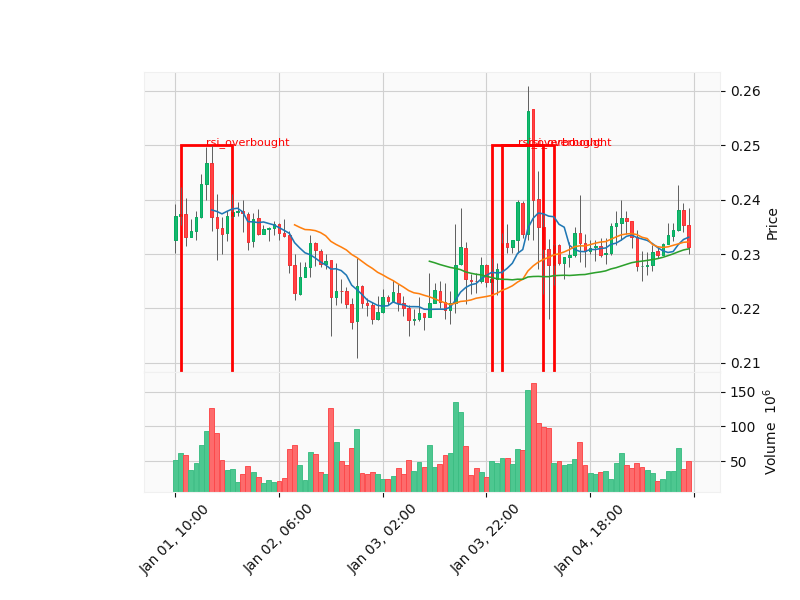 rsi_overbought
rsi_overbought
0.26
0.25
0.24
0.23
0.22
0.21
Price
150
100
50
Volume 10^6
Jan 01, 10:00
Jan 02, 06:00
Jan 03, 02:00
Jan 03, 22:00
Jan 04, 18:00